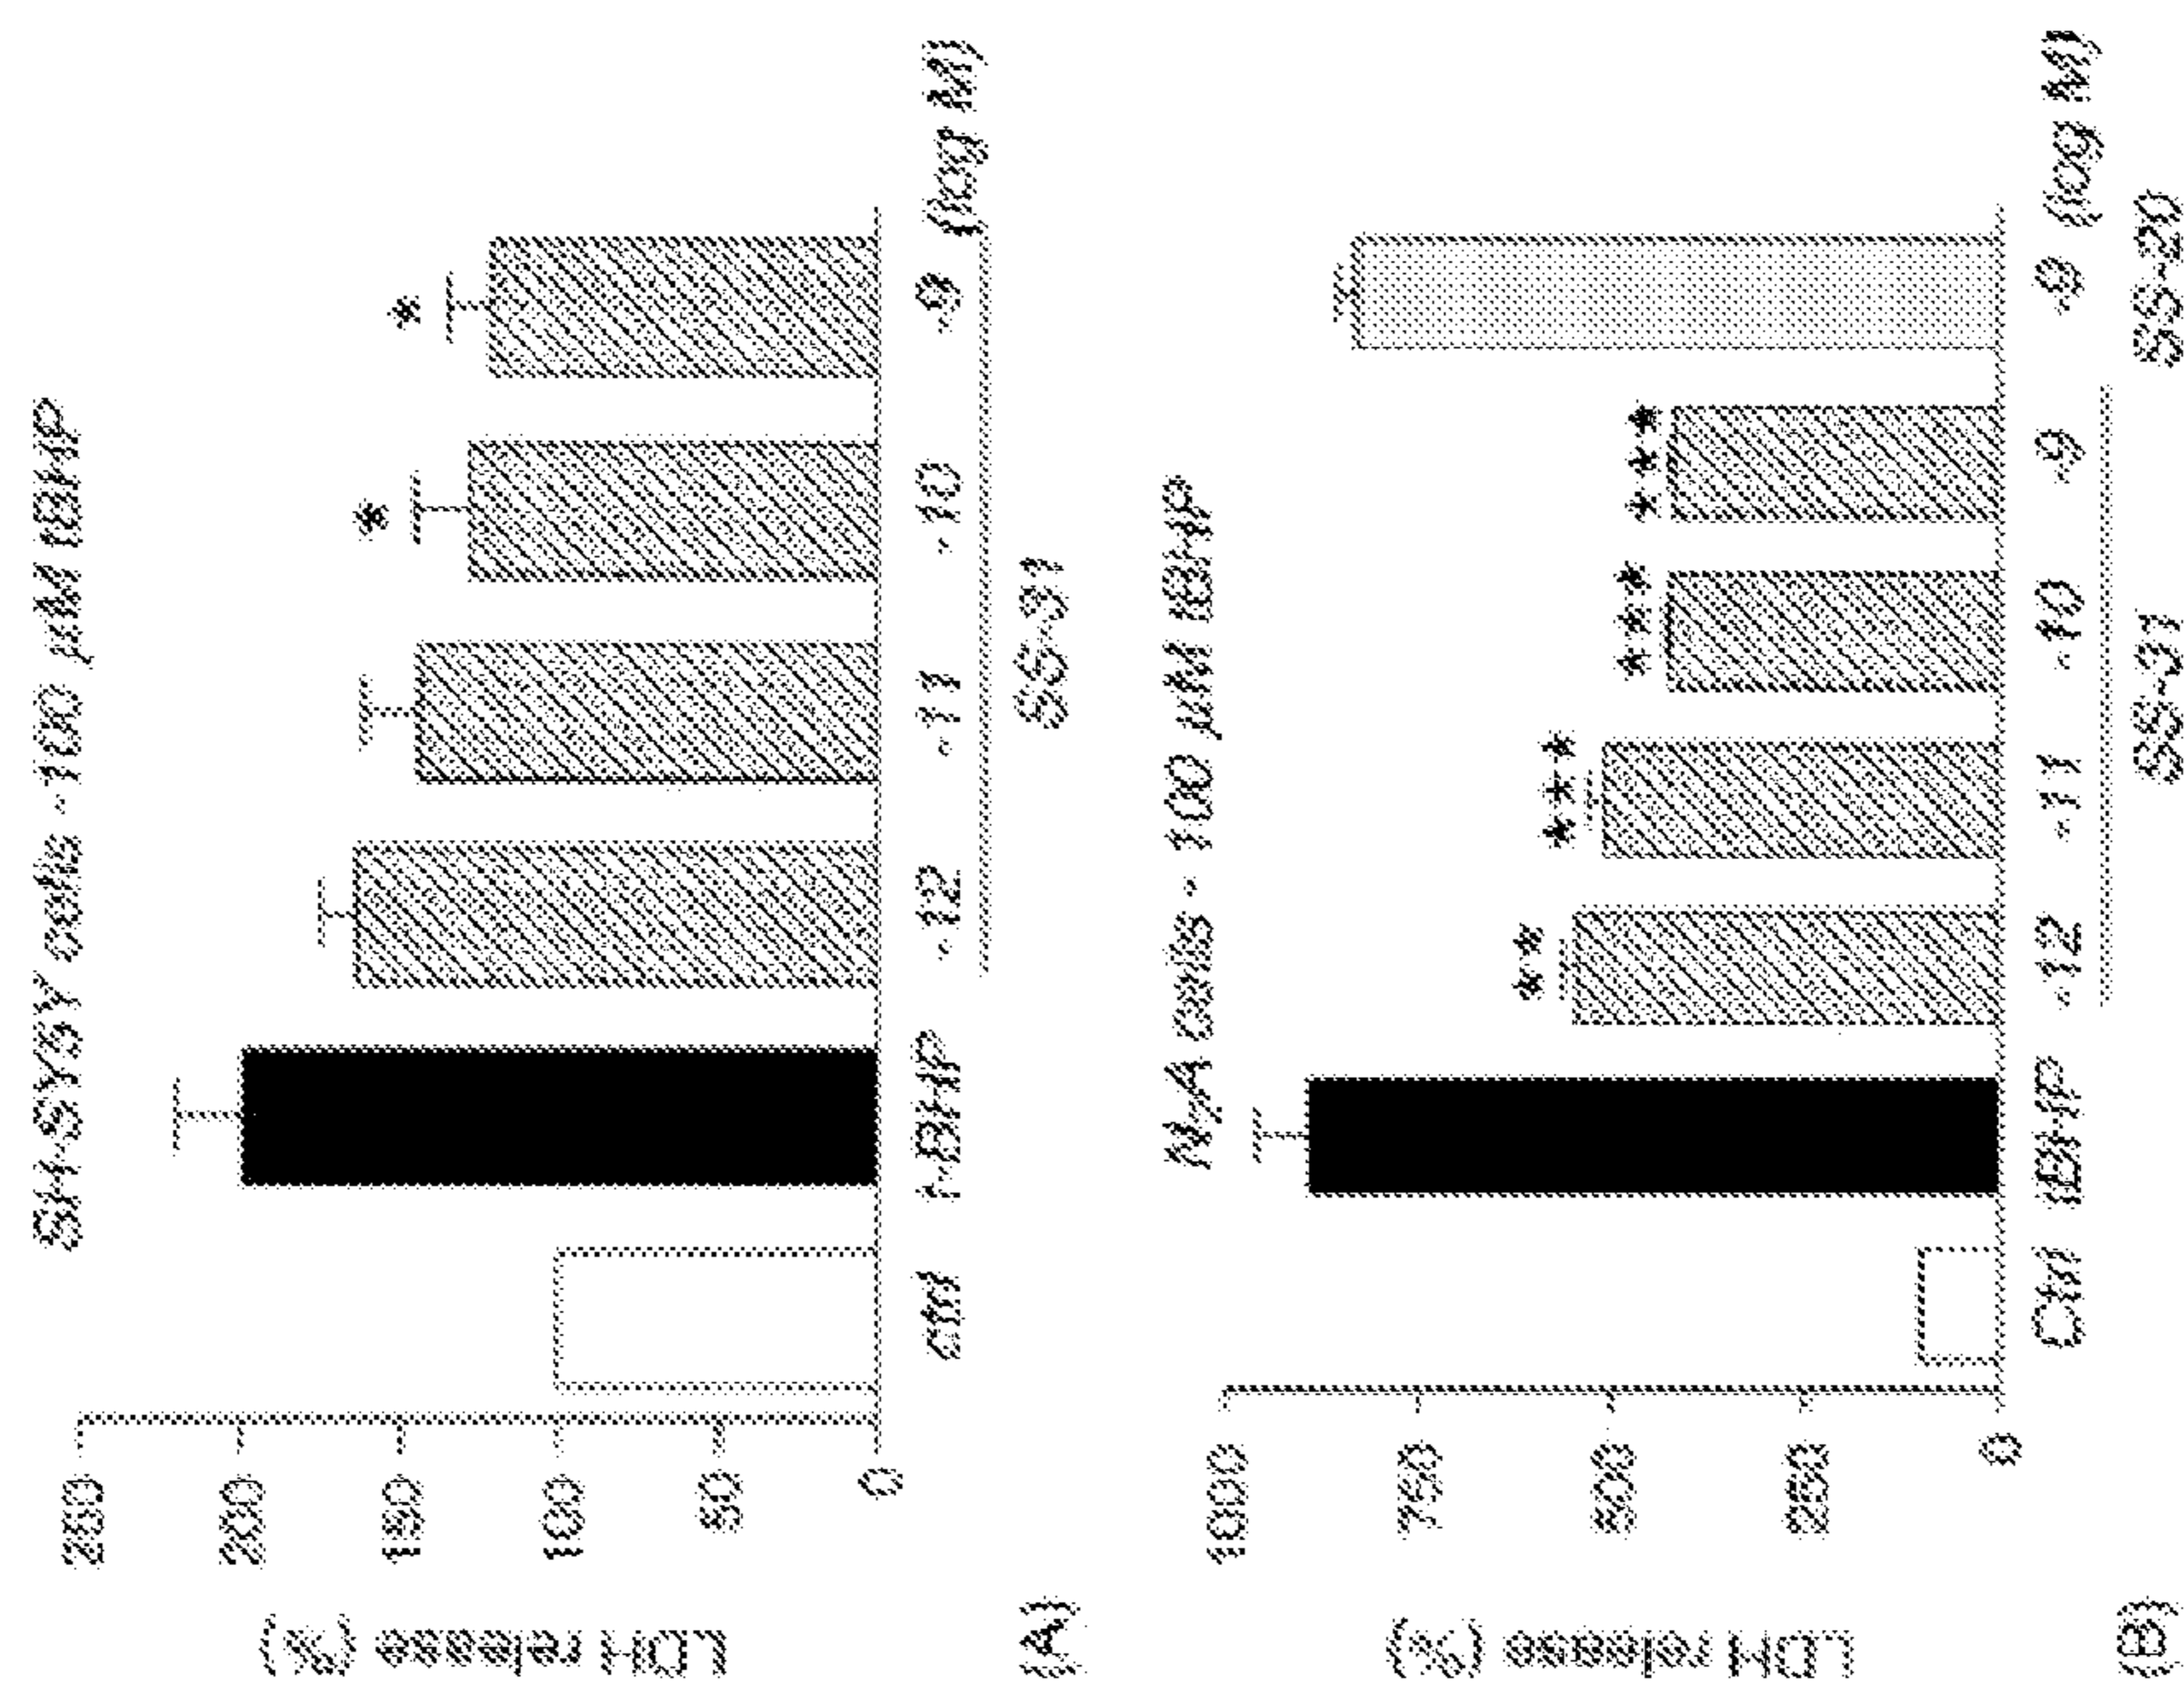 SH-SY5Y cells - 100 µM tBHP
LDH release (%)
250
200
150
100
50
0
* *
ctrl t-BHP -12 -11 -10 -9 (log M)
SS-31
(A)
N₂A cells - 100 µM tBHP
LDH release (%)
1000
750
500
250
0
** *** *** ***
Ctrl tBHP -12 -11 -10 -9 -9 (log M)
SS-31 SS-20
(B)